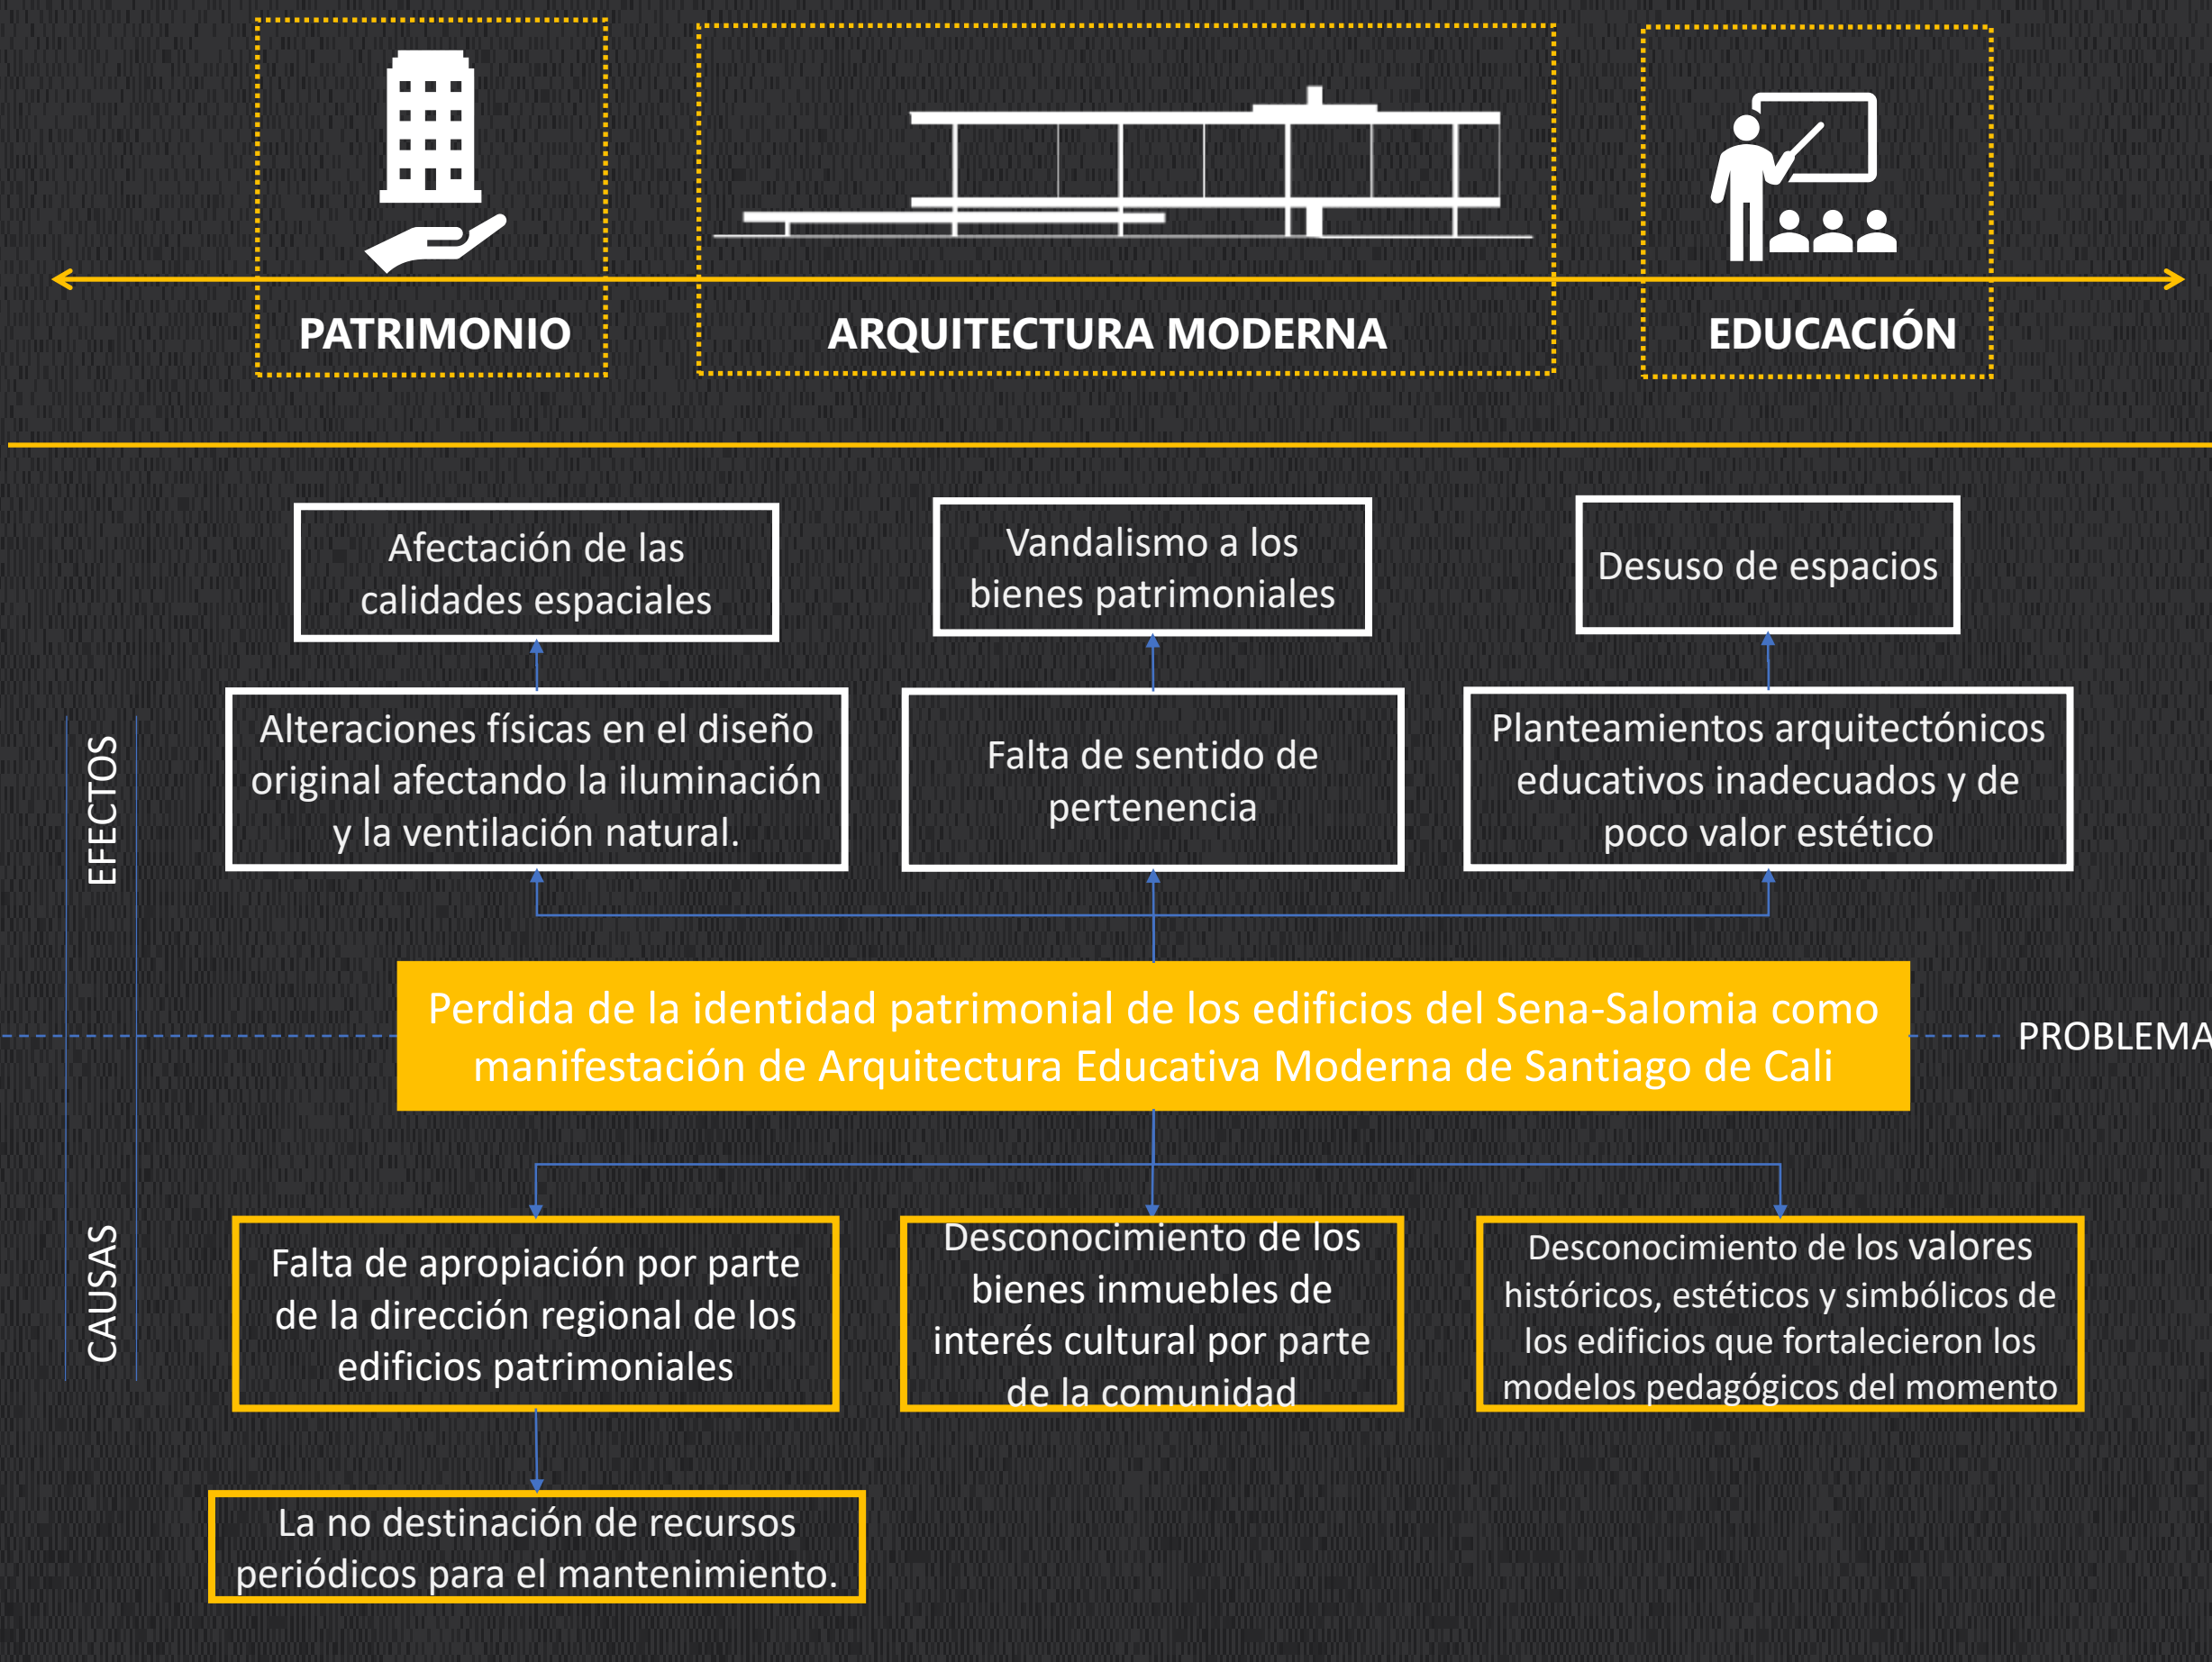 PATRIMONIO
ARQUITECTURA MODERNA
EDUCACIÓN
Afectación de las
calidades espaciales
Vandalismo a los
bienes patrimoniales
Desuso de espacios
EFECTOS
Alteraciones físicas en el diseño
original afectando la iluminación
y la ventilación natural.
Falta de sentido de
pertenencia
Planteamientos arquitectónicos
educativos inadecuados y de
poco valor estético
Perdida de la identidad patrimonial de los edificios del Sena-Salomia como
manifestación de Arquitectura Educativa Moderna de Santiago de Cali
PROBLEMA
CAUSAS
Falta de apropiación por parte
de la dirección regional de los
edificios patrimoniales
Desconocimiento de los
bienes inmuebles de
interés cultural por parte
de la comunidad
Desconocimiento de los valores
históricos, estéticos y simbólicos de
los edificios que fortalecieron los
modelos pedagógicos del momento
La no destinación de recursos
periódicos para el mantenimiento.